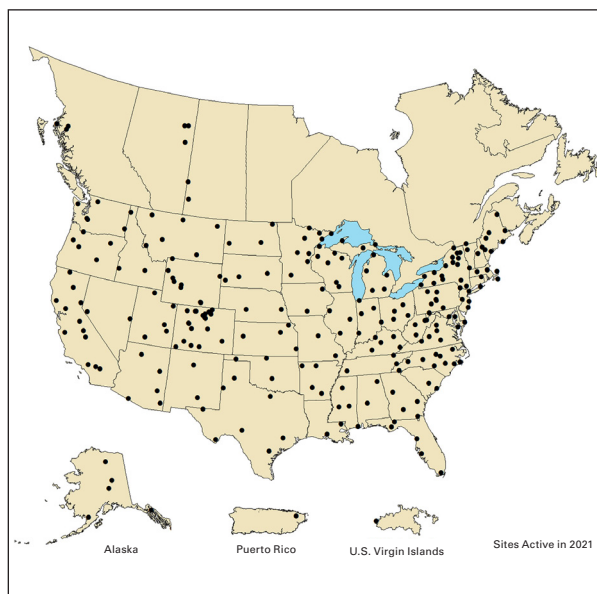 Alaska
Puerto Rico
U.S. Virgin Islands
Sites Active in 2021